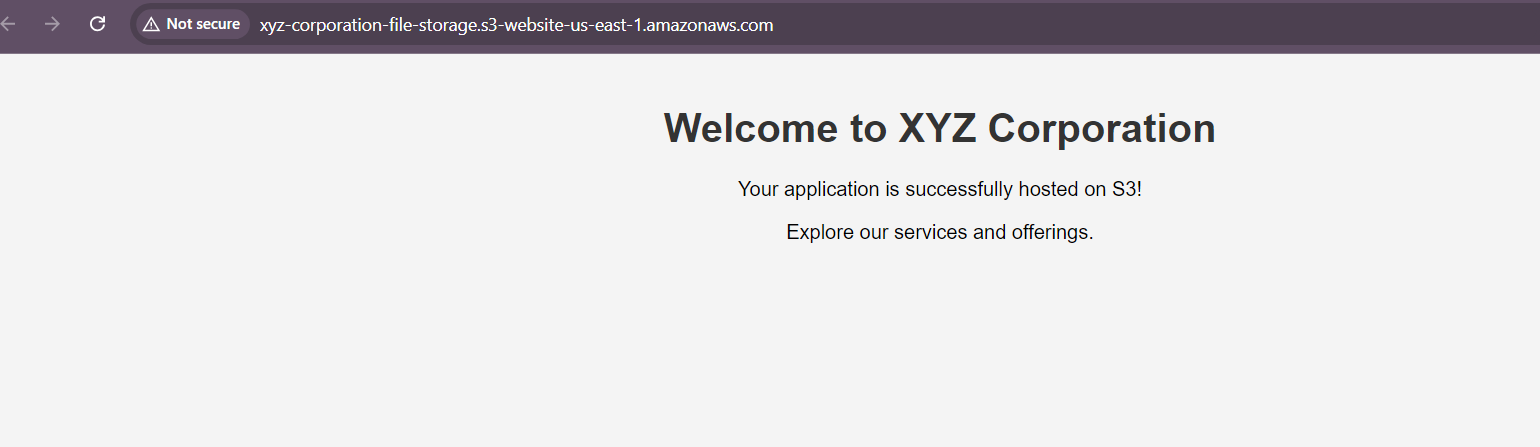 Not secure xyz-corporation-file-storage.s3-website-us-east-1.amazonaws.com
Welcome to XYZ Corporation
Your application is successfully hosted on S3!
Explore our services and offerings.